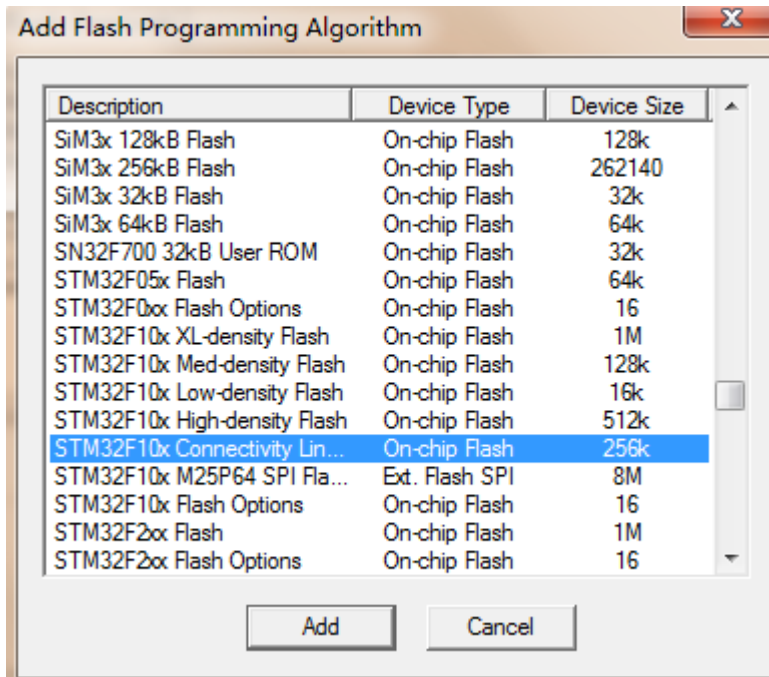 Add Flash Programming Algorithm
Description Device Type Device Size
SiM3x 128kB Flash On-chip Flash 128k
SiM3x 256kB Flash On-chip Flash 262140
SiM3x 32kB Flash On-chip Flash 32k
SiM3x 64kB Flash On-chip Flash 64k
SN32F700 32kB User ROM On-chip Flash 32k
STM32F05x Flash On-chip Flash 64k
STM32F0xx Flash Options On-chip Flash 16
STM32F10x XL-density Flash On-chip Flash 1M
STM32F10x Med-density Flash On-chip Flash 128k
STM32F10x Low-density Flash On-chip Flash 16k
STM32F10x High-density Flash On-chip Flash 512k
STM32F10x Connectivity Lin... On-chip Flash 256k
STM32F10x M25P64 SPI Fla... Ext. Flash SPI 8M
STM32F10x Flash Options On-chip Flash 16
STM32F2xx Flash On-chip Flash 1M
STM32F2xx Flash Options On-chip Flash 16
Add Cancel